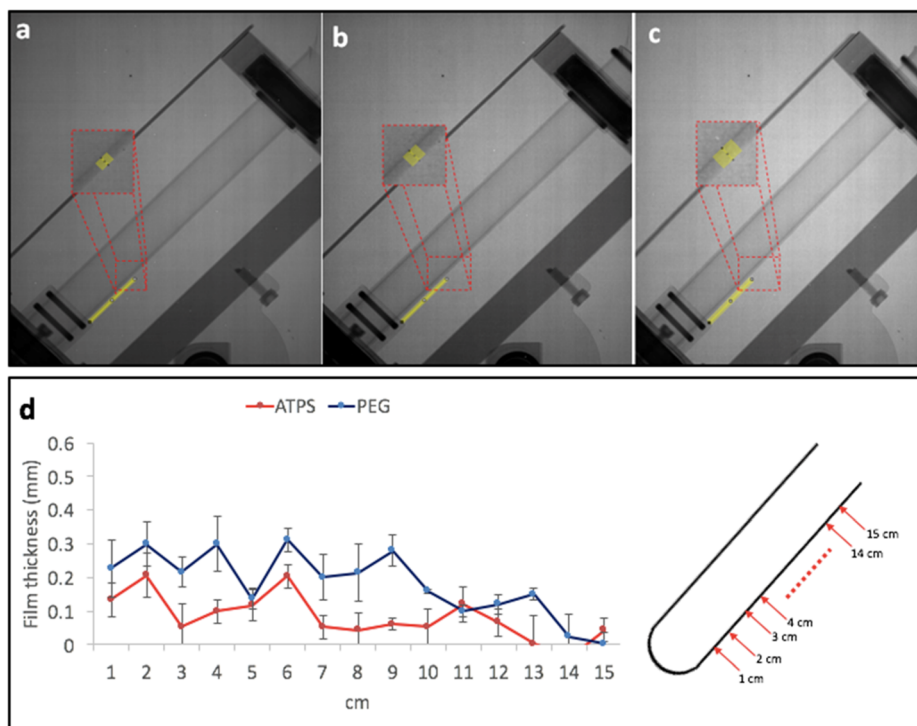 a
b
c
d
ATPS PEG
Film thickness (mm)
0.6
0.5
0.4
0.3
0.2
0.1
0
1 2 3 4 5 6 7 8 9 10 11 12 13 14 15
cm
15 cm
14 cm
4 cm
3 cm
2 cm
1 cm